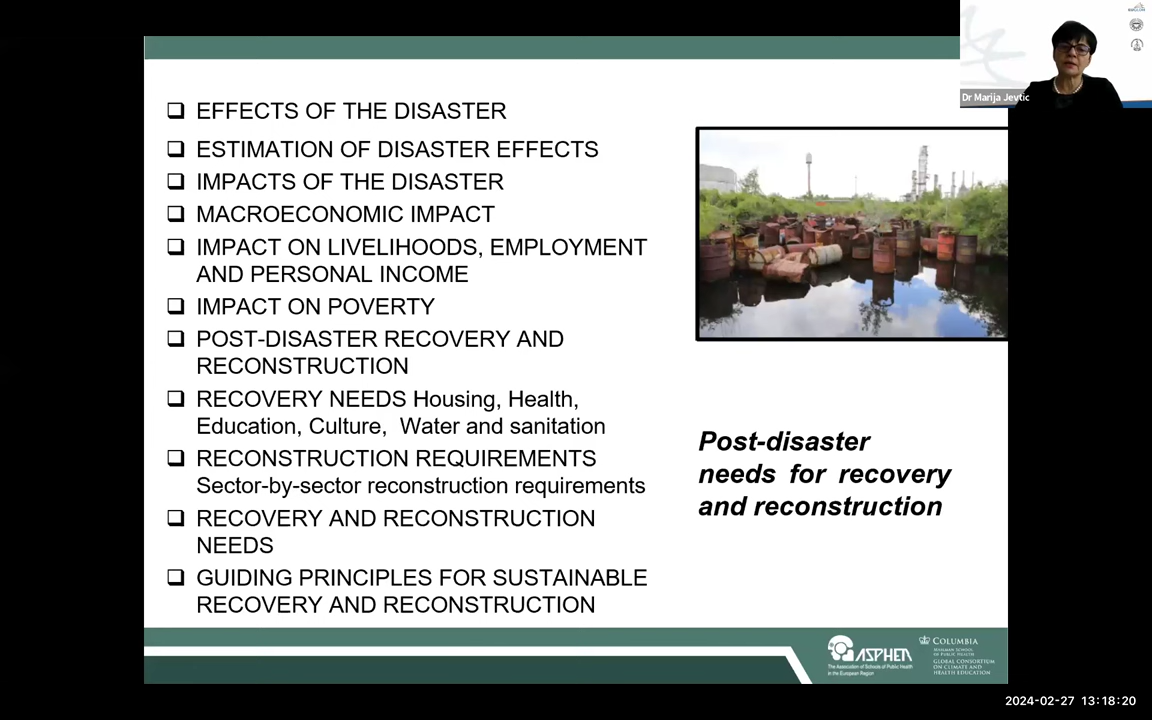 Dr Marija Jevtic
❑ EFFECTS OF THE DISASTER
❑ ESTIMATION OF DISASTER EFFECTS
❑ IMPACTS OF THE DISASTER
❑ MACROECONOMIC IMPACT
❑ IMPACT ON LIVELIHOODS, EMPLOYMENT
AND PERSONAL INCOME
❑ IMPACT ON POVERTY
❑ POST-DISASTER RECOVERY AND
RECONSTRUCTION
❑ RECOVERY NEEDS Housing, Health,
Education, Culture, Water and sanitation
❑ RECONSTRUCTION REQUIREMENTS
Sector-by-sector reconstruction requirements
❑ RECOVERY AND RECONSTRUCTION
NEEDS
❑ GUIDING PRINCIPLES FOR SUSTAINABLE
RECOVERY AND RECONSTRUCTION
Post-disaster
needs for recovery
and reconstruction
ASPHER
The Association of Schools of Public Health
in the European Region
COLUMBIA
MAILMAN SCHOOL
OF PUBLIC HEALTH
GLOBAL CONSORTIUM
ON CLIMATE AND
HEALTH EDUCATION
2024-02-27 13:18:20